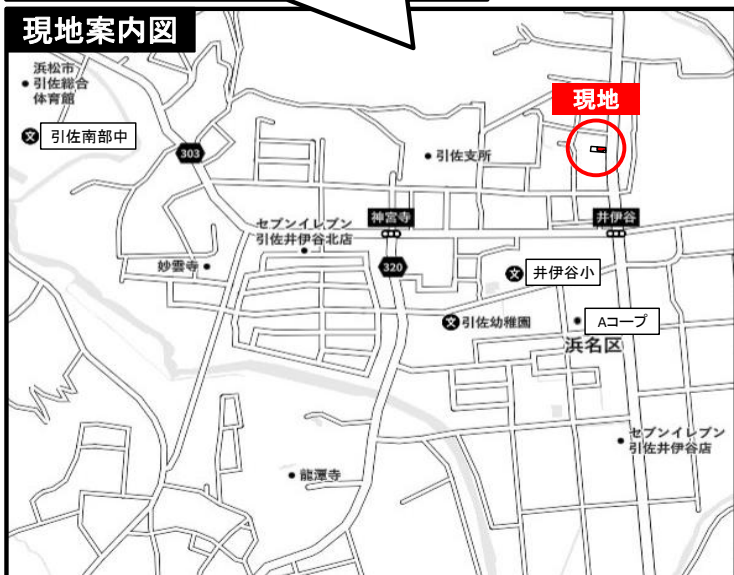 現地案内図
浜松市
引佐総合
体育館
引佐南部中
文
303
現地
引佐支所
セブンイレブン
引佐井伊谷北店
神宮寺
井伊谷
妙雲寺
320
文
井伊谷小
文
引佐幼稚園
Aコープ
浜名区
セブンイレブン
引佐井伊谷店
龍潭寺